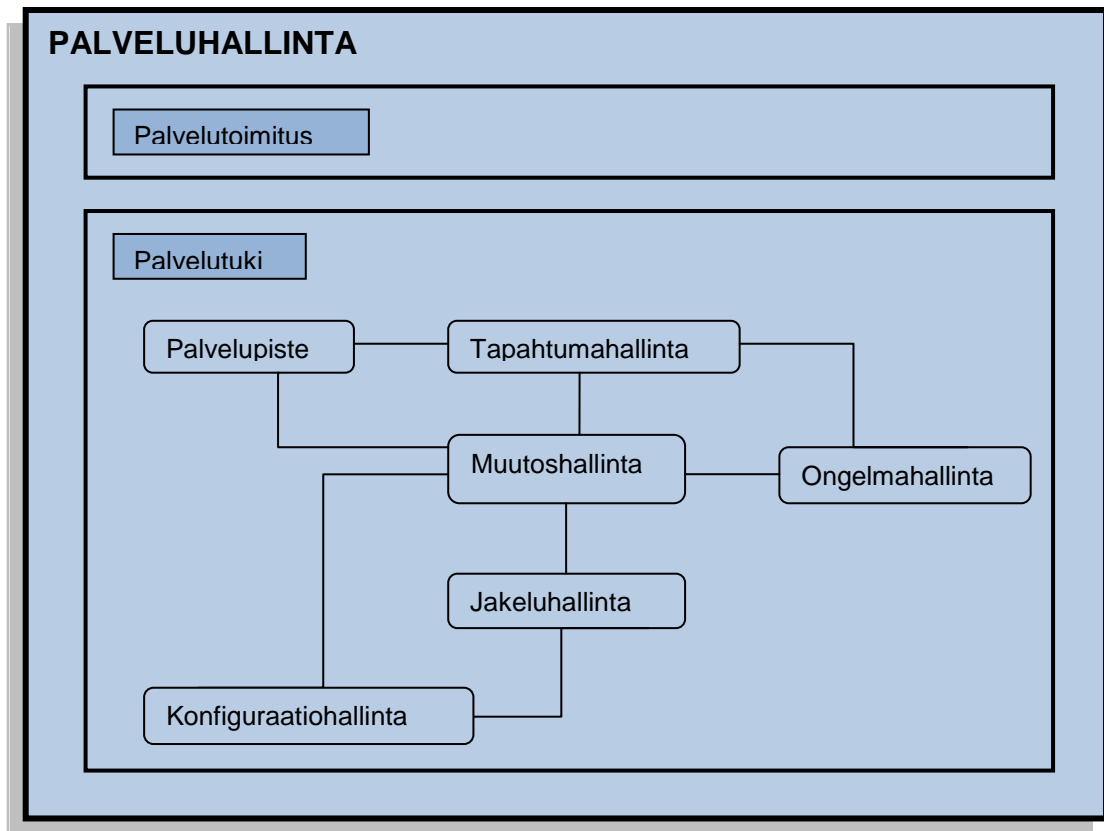 PALVELUHALLINTA
Palvelutoimitus
Palvelutuki
Palvelupiste
Tapahtumahallinta
Muutoshallinta
Ongelmahallinta
Jakeluhallinta
Konfiguraatiohallinta